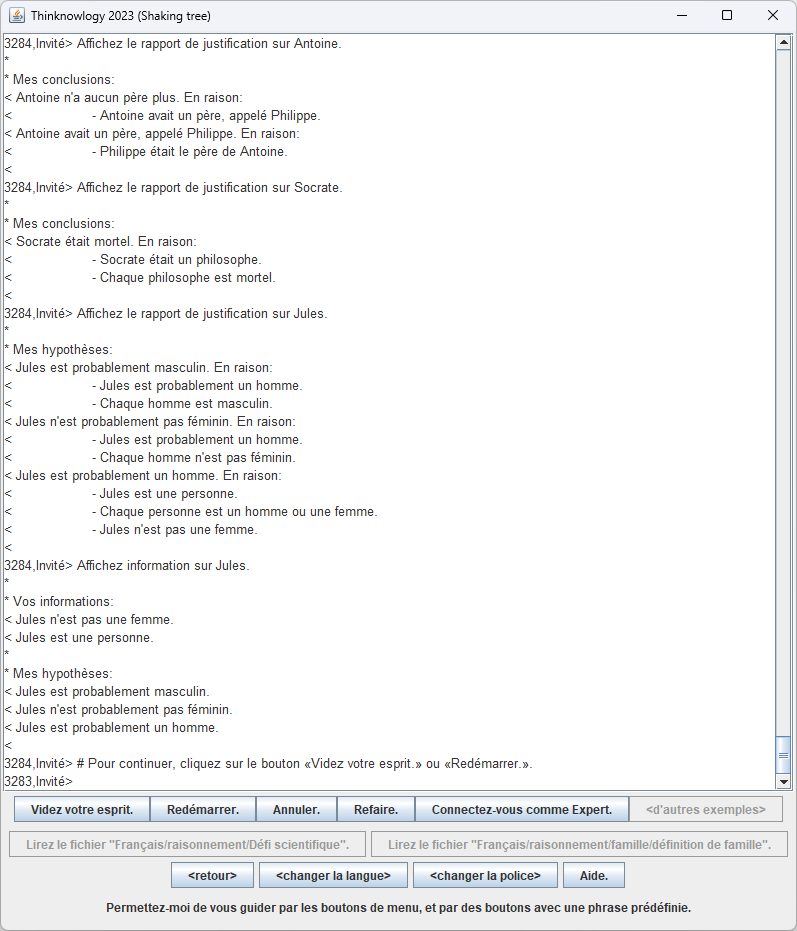 Thinknowlogy 2023 (Shaking tree)
3284,Invité> Affichez le rapport de justification sur Antoine.
*
* Mes conclusions:
< Antoine n'a aucun père plus. En raison:
< - Antoine avait un père, appelé Philippe.
< Antoine avait un père, appelé Philippe. En raison:
< - Philippe était le père de Antoine.
<
3284,Invité> Affichez le rapport de justification sur Socrate.
*
* Mes conclusions:
< Socrate était mortel. En raison:
< - Socrate était un philosophe.
< - Chaque philosophe est mortel.
<
3284,Invité> Affichez le rapport de justification sur Jules.
*
* Mes hypothèses:
< Jules est probablement masculin. En raison:
< - Jules est probablement un homme.
< - Chaque homme est masculin.
< Jules n'est probablement pas féminin. En raison:
< - Jules est probablement un homme.
< - Chaque homme n'est pas féminin.
< Jules est probablement un homme. En raison:
< - Jules est une personne.
< - Chaque personne est un homme ou une femme.
< - Jules n'est pas une femme.
<
3284,Invité> Affichez information sur Jules.
*
* Vos informations:
< Jules n'est pas une femme.
< Jules est une personne.
*
* Mes hypothèses:
< Jules est probablement masculin.
< Jules n'est probablement pas féminin.
< Jules est probablement un homme.
<
3284,Invité> # Pour continuer, cliquez sur le bouton «Videz votre esprit.» ou «Redémarrer.».
3283,Invité>
Videz votre esprit. Redémarrer. Annuler. Refaire. Connectez-vous comme Expert. <d'autres exemples>
Lirez le fichier "Français/raisonnement/Défi scientifique". Lirez le fichier "Français/raisonnement/famille/définition de famille".
<retour> <changer la langue> <changer la police> Aide.
Permettez-moi de vous guider par les boutons de menu, et par des boutons avec une phrase prédéfinie.